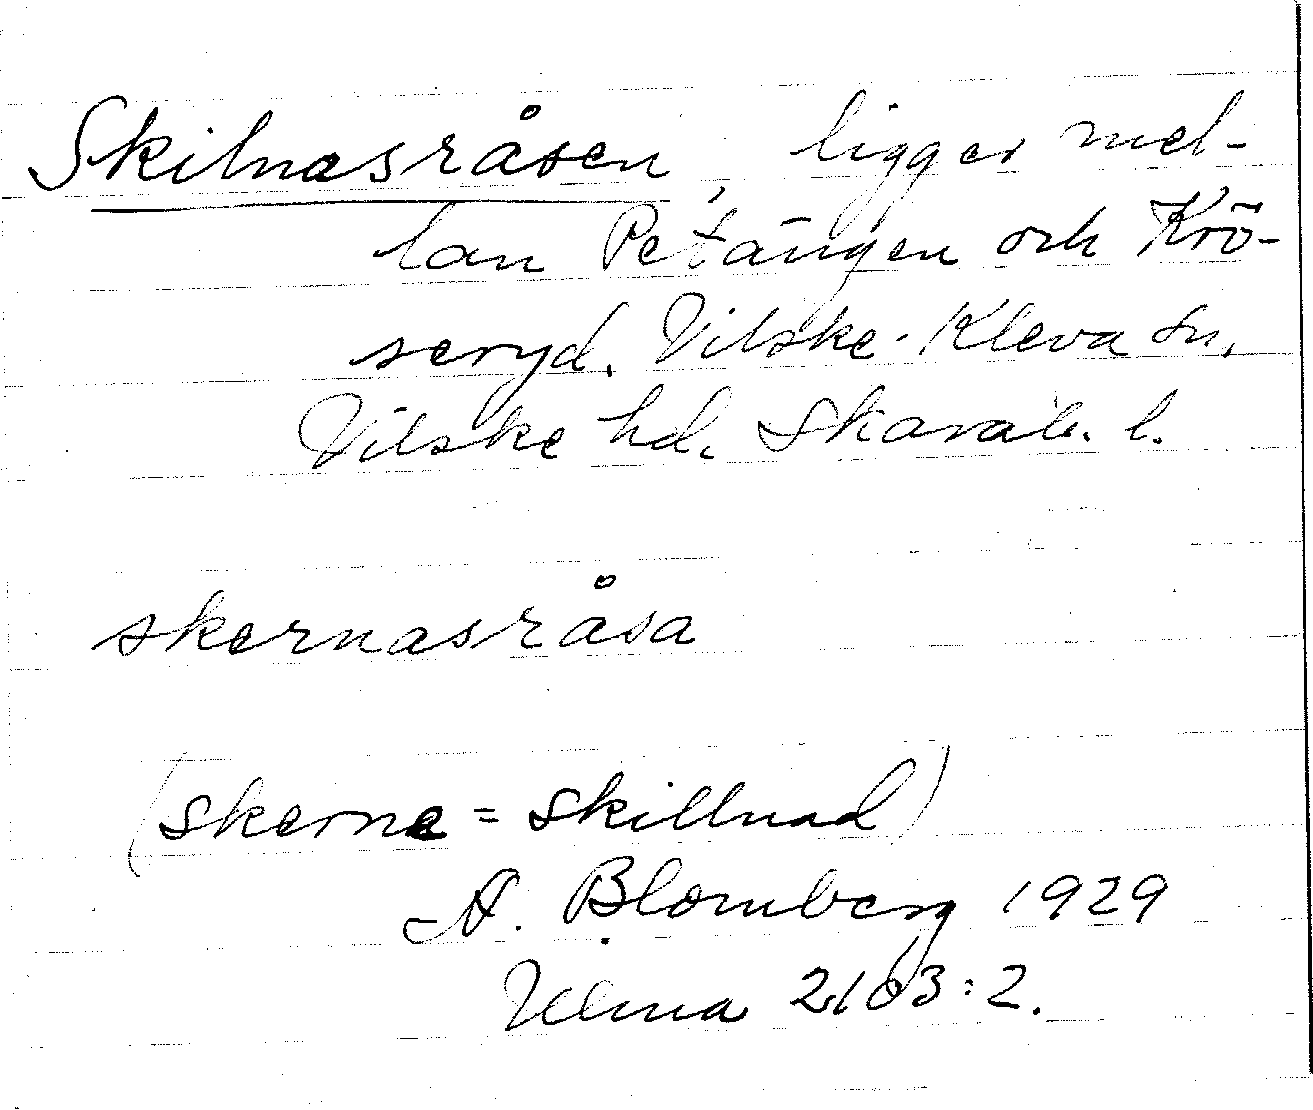 Skilnasråsen, ligger mel-
lan Petängen och Krö-
seryd. Vilske-Kleva sn,
Vilske hd. Skarab. l.
skernasråsa
(skerna = skillnad)
A. Blomberg 1929
Ulma 2103:2.